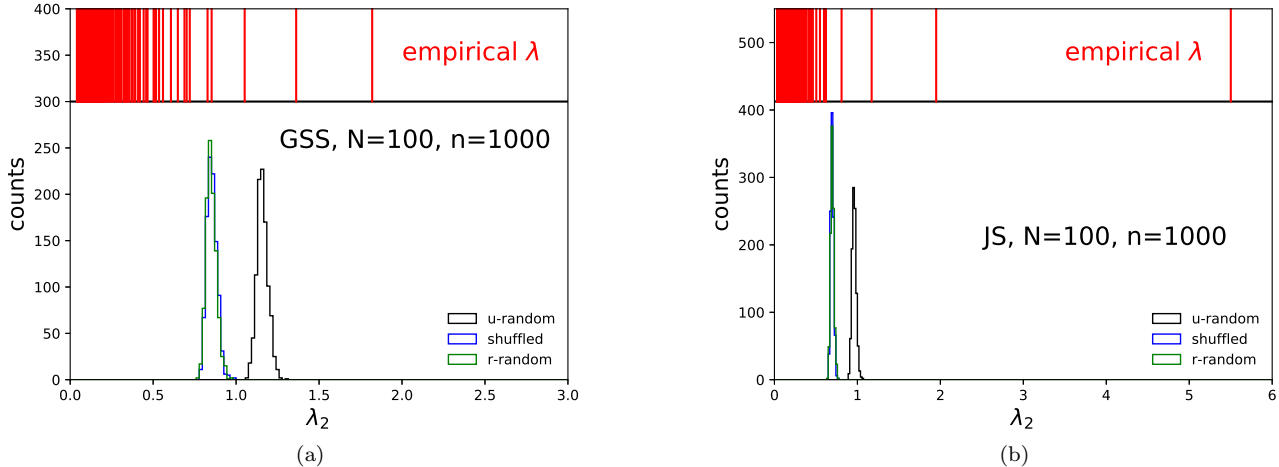 400
350
300
250
200
150
100
50
0
counts
empirical λ
GSS, N=100, n=1000
u-random
shuffled
r-random
0.0 0.5 1.0 1.5 2.0 2.5 3.0
λ₂
(a)
500
400
300
200
100
0
counts
empirical λ
JS, N=100, n=1000
u-random
shuffled
r-random
0 1 2 3 4 5 6
λ₂
(b)